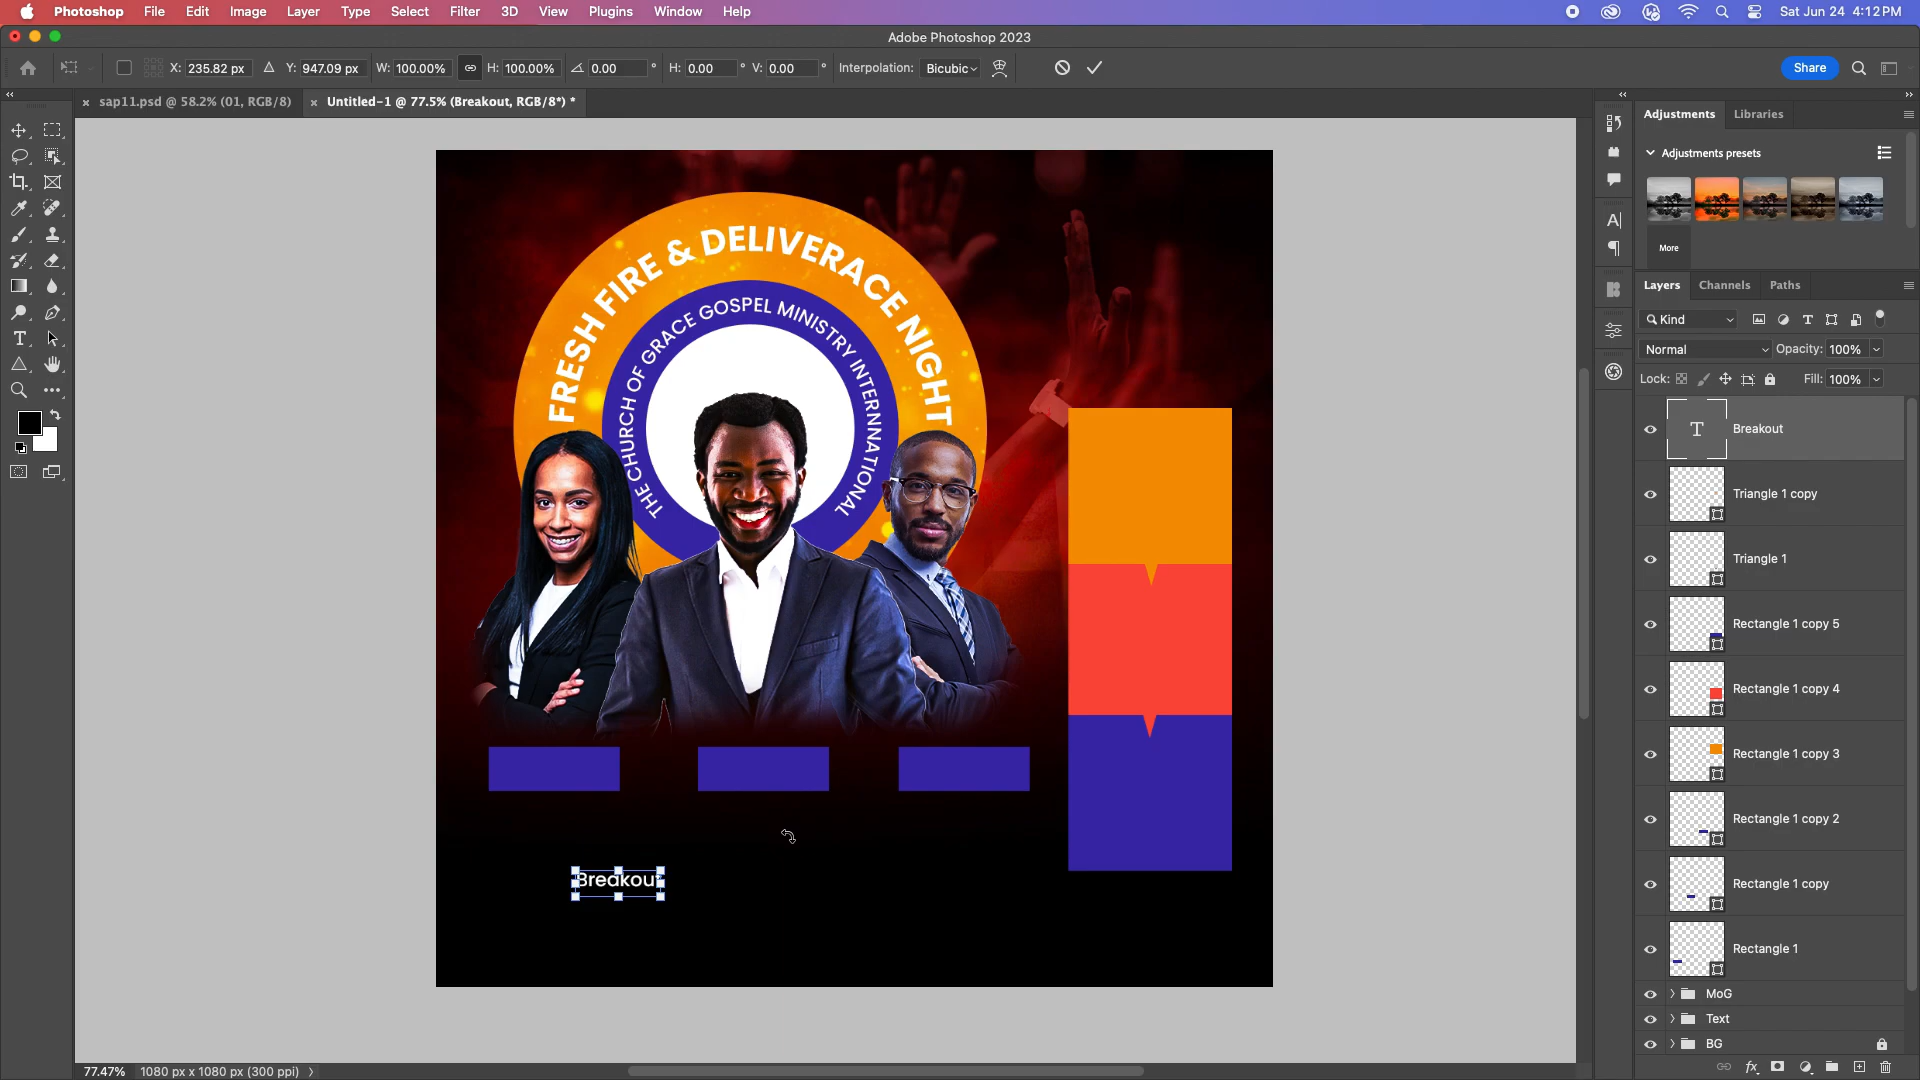 Photoshop File Edit Image Layer Type Select Filter 3D View Plugins Window Help
Sat Jun 24 4:12 PM
Adobe Photoshop 2023
X: 235.82 px Y: 947.09 px W: 100.00% H: 100.00% 0.00 ° H: 0.00 ° V: 0.00 ° Interpolation: Bicubic
Share
sap11.psd @ 58.2% (01, RGB/8)
Untitled-1 @ 77.5% (Breakout, RGB/8*) *
Adjustments Libraries
Adjustments presets
More
Layers Channels Paths
Kind
Normal Opacity: 100%
Lock: Fill: 100%
Breakout
Triangle 1 copy
Triangle 1
Rectangle 1 copy 5
Rectangle 1 copy 4
Rectangle 1 copy 3
Rectangle 1 copy 2
Rectangle 1 copy
Rectangle 1
MoG
Text
BG
FRESH FIRE & DELIVERACE NIGHT
THE CHURCH OF GRACE GOSPEL MINISTRY INTERNNNATIONAL
Breakout
77.47% 1080 px x 1080 px (300 ppi)